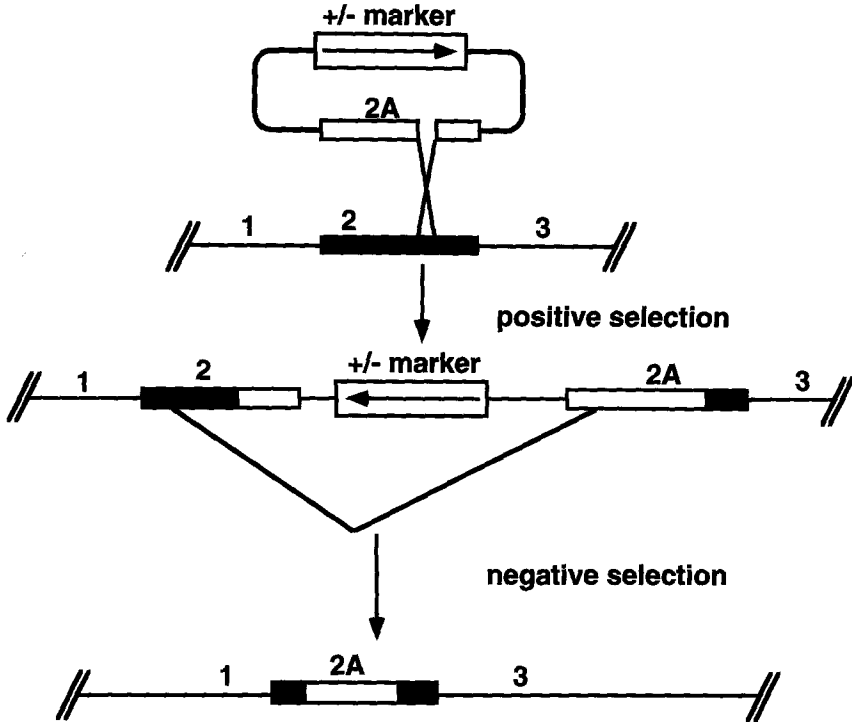 +/- marker
2A
1 2 3
positive selection
+/- marker
1 2 2A 3
negative selection
1 2A 3